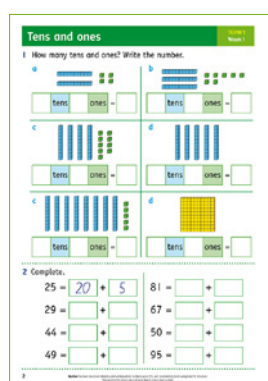 Tens and ones
1 How many tens and ones? Write the number.
a b
tens ones = tens ones =
c d
tens ones = tens ones =
c d
tens ones = tens ones =
2 Complete.
25 = 20 + 5 81 = +
29 = + 67 = +
44 = + 50 = +
49 = + 95 = +
2